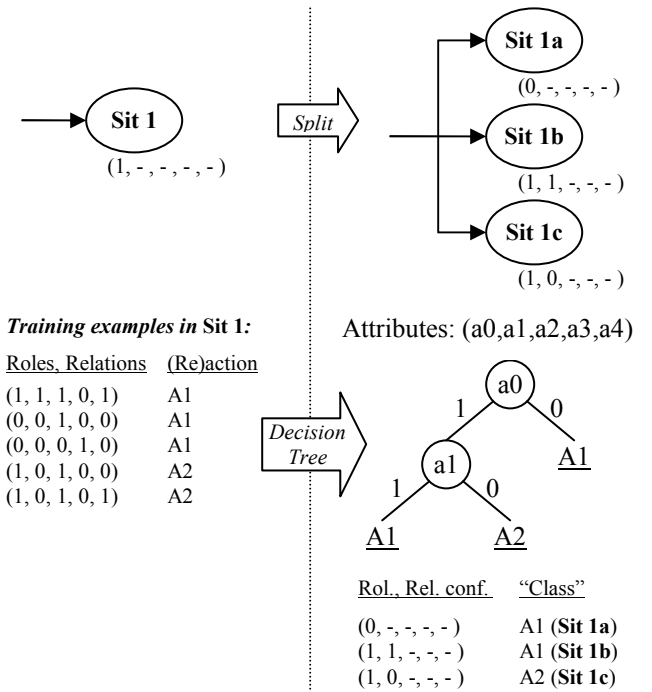 Sit 1
(1, - , - , - , - )
Split
Sit 1a
(0, -, -, -, - )
Sit 1b
(1, 1, -, -, - )
Sit 1c
(1, 0, -, -, - )
Training examples in Sit 1:
Roles, Relations (Re)action
(1, 1, 1, 0, 1) A1
(0, 0, 1, 0, 0) A1
(0, 0, 0, 1, 0) A1
(1, 0, 1, 0, 0) A2
(1, 0, 1, 0, 1) A2
Decision
Tree
Attributes: (a0,a1,a2,a3,a4)
a0
1 0
a1 A1
1 0
A1 A2
Rol., Rel. conf. “Class”
(0, -, -, -, - ) A1 (Sit 1a)
(1, 1, -, -, - ) A1 (Sit 1b)
(1, 0, -, -, - ) A2 (Sit 1c)